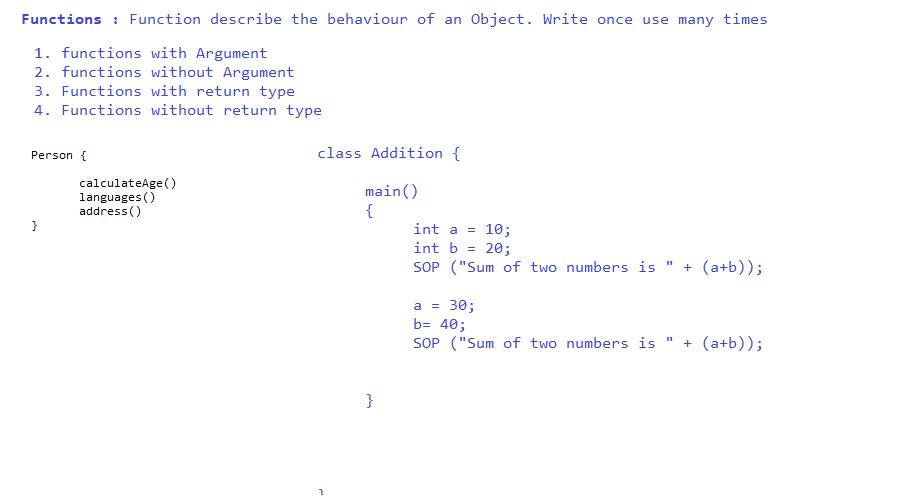 Functions : Function describe the behaviour of an Object. Write once use many times
1. functions with Argument
2. functions without Argument
3. Functions with return type
4. Functions without return type
Person {
calculateAge()
languages()
address()
}
class Addition {
main()
{
int a = 10;
int b = 20;
SOP ("Sum of two numbers is " + (a+b));
a = 30;
b= 40;
SOP ("Sum of two numbers is " + (a+b));
}
}